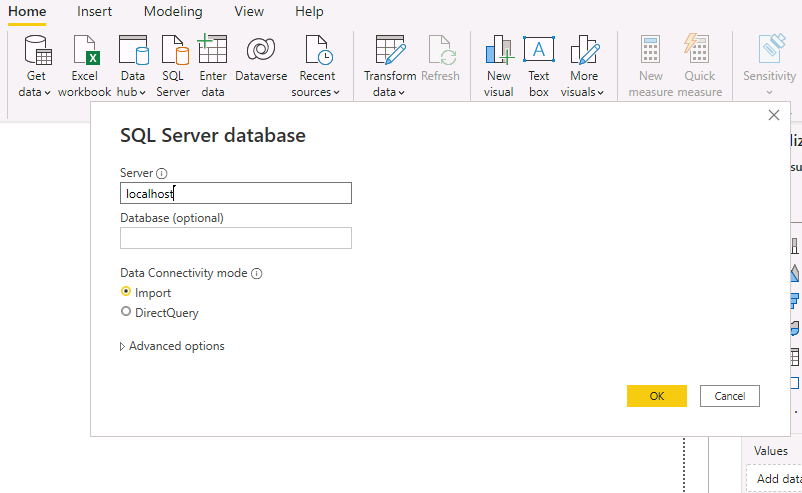 Home Insert Modeling View Help
Get data Excel workbook Data hub SQL Server Enter data Dataverse Recent sources Transform data Refresh New visual Text box More visuals New measure Quick measure Sensitivity
SQL Server database
Server
localhost
Database (optional)
Data Connectivity mode
Import
DirectQuery
Advanced options
OK Cancel
Values
Add data